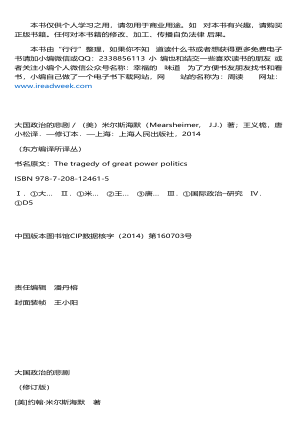 本书仅供个人学习之用，请勿用于商业用途。如 对本书有兴趣，请购买
正版书籍。任何对本书籍的修改、加工、传播自负法律 后果。
本书由“行行”整理，如果你不知 道读什么书或者想获得更多免费电子
书请加小编微信或QQ：2338856113 小 编也和结交一些喜欢读书的朋友 或
者关注小编个人微信公众号名称：幸福的 味道 为了方便书友朋友找书和看
书，小编自己做了一个电子书下载网站，网 站的名称为：周读 网址：
www.ireadweek.com
大国政治的悲剧／（美）米尔斯海默（Mearsheimer, J.J.）著；王义桅，唐
小松译．—修订本．—上海：上海人民出版社，2014
（东方编译所译丛）
书名原文：The tragedy of great power politics
ISBN 978-7-208-12461-5
Ⅰ．①大… Ⅱ．①米… ②王… ③唐… Ⅲ．①国际政治-研究 Ⅳ．
①D5
中国版本图书馆CIP数据核字（2014）第160703号
责任编辑 潘丹榕
封面装帧 王小阳
大国政治的悲剧
（修订版）
[美]约翰·米尔斯海默 著